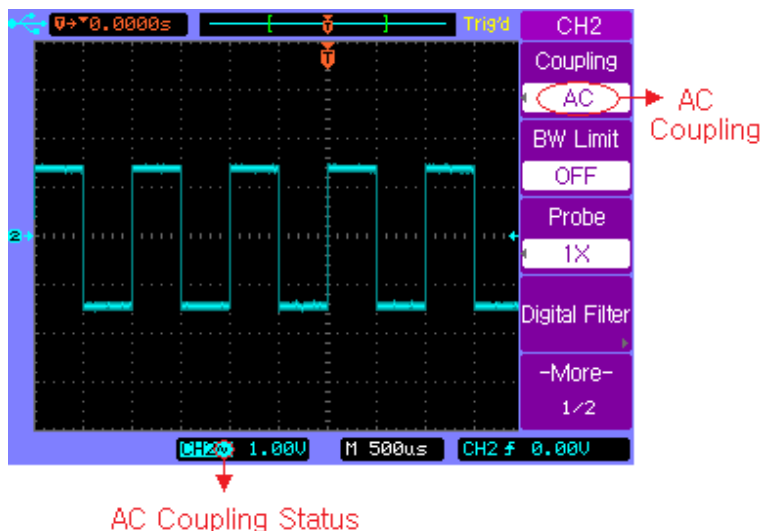 T→▼0.0000s [ T ] Trig'd CH2
T
Coupling
AC
AC
Coupling
BW Limit
OFF
Probe
2
1X
Digital Filter
-More-
1/2
CH2 1.00V M 500us CH2 0.00V
AC Coupling Status